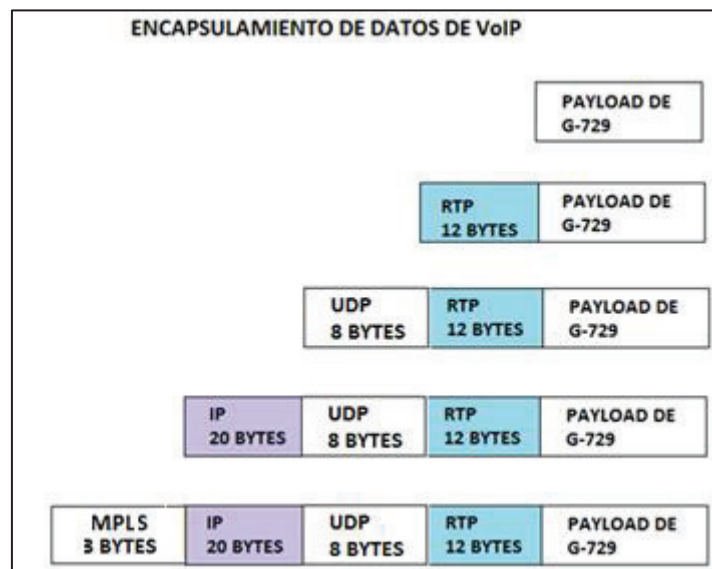 ENCAPSULAMIENTO DE DATOS DE VoIP
PAYLOAD DE
G-729
RTP
12 BYTES
PAYLOAD DE
G-729
UDP
8 BYTES
RTP
12 BYTES
PAYLOAD DE
G-729
IP
20 BYTES
UDP
8 BYTES
RTP
12 BYTES
PAYLOAD DE
G-729
MPLS
3 BYTES
IP
20 BYTES
UDP
8 BYTES
RTP
12 BYTES
PAYLOAD DE
G-729